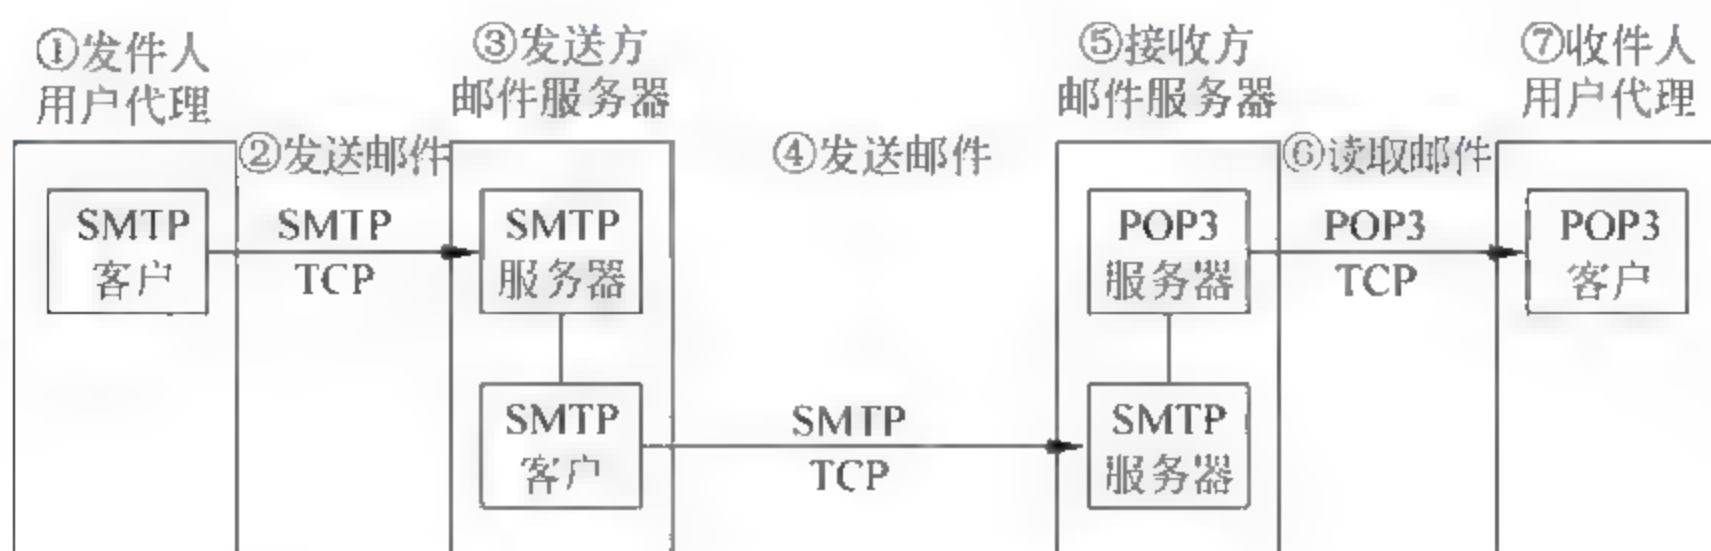 ①发件人
用户代理
③发送方
邮件服务器
⑤接收方
邮件服务器
⑦收件人
用户代理
②发送邮件
④发送邮件
⑥读取邮件
SMTP
客户
SMTP
TCP
SMTP
服务器
POP3
服务器
POP3
TCP
POP3
客户
SMTP
客户
SMTP
TCP
SMTP
服务器